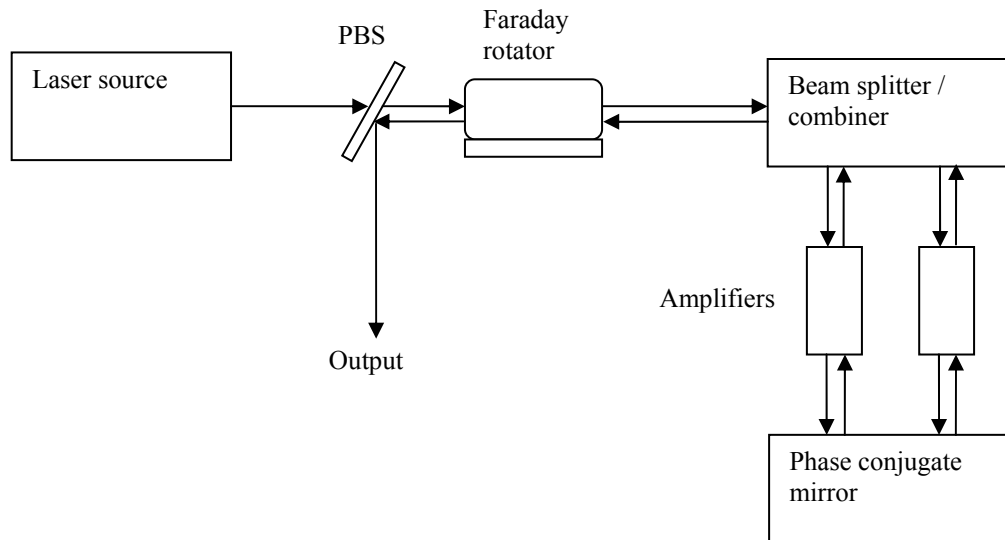 PBS
Faraday
rotator
Laser source
Beam splitter /
combiner
Amplifiers
Output
Phase conjugate
mirror